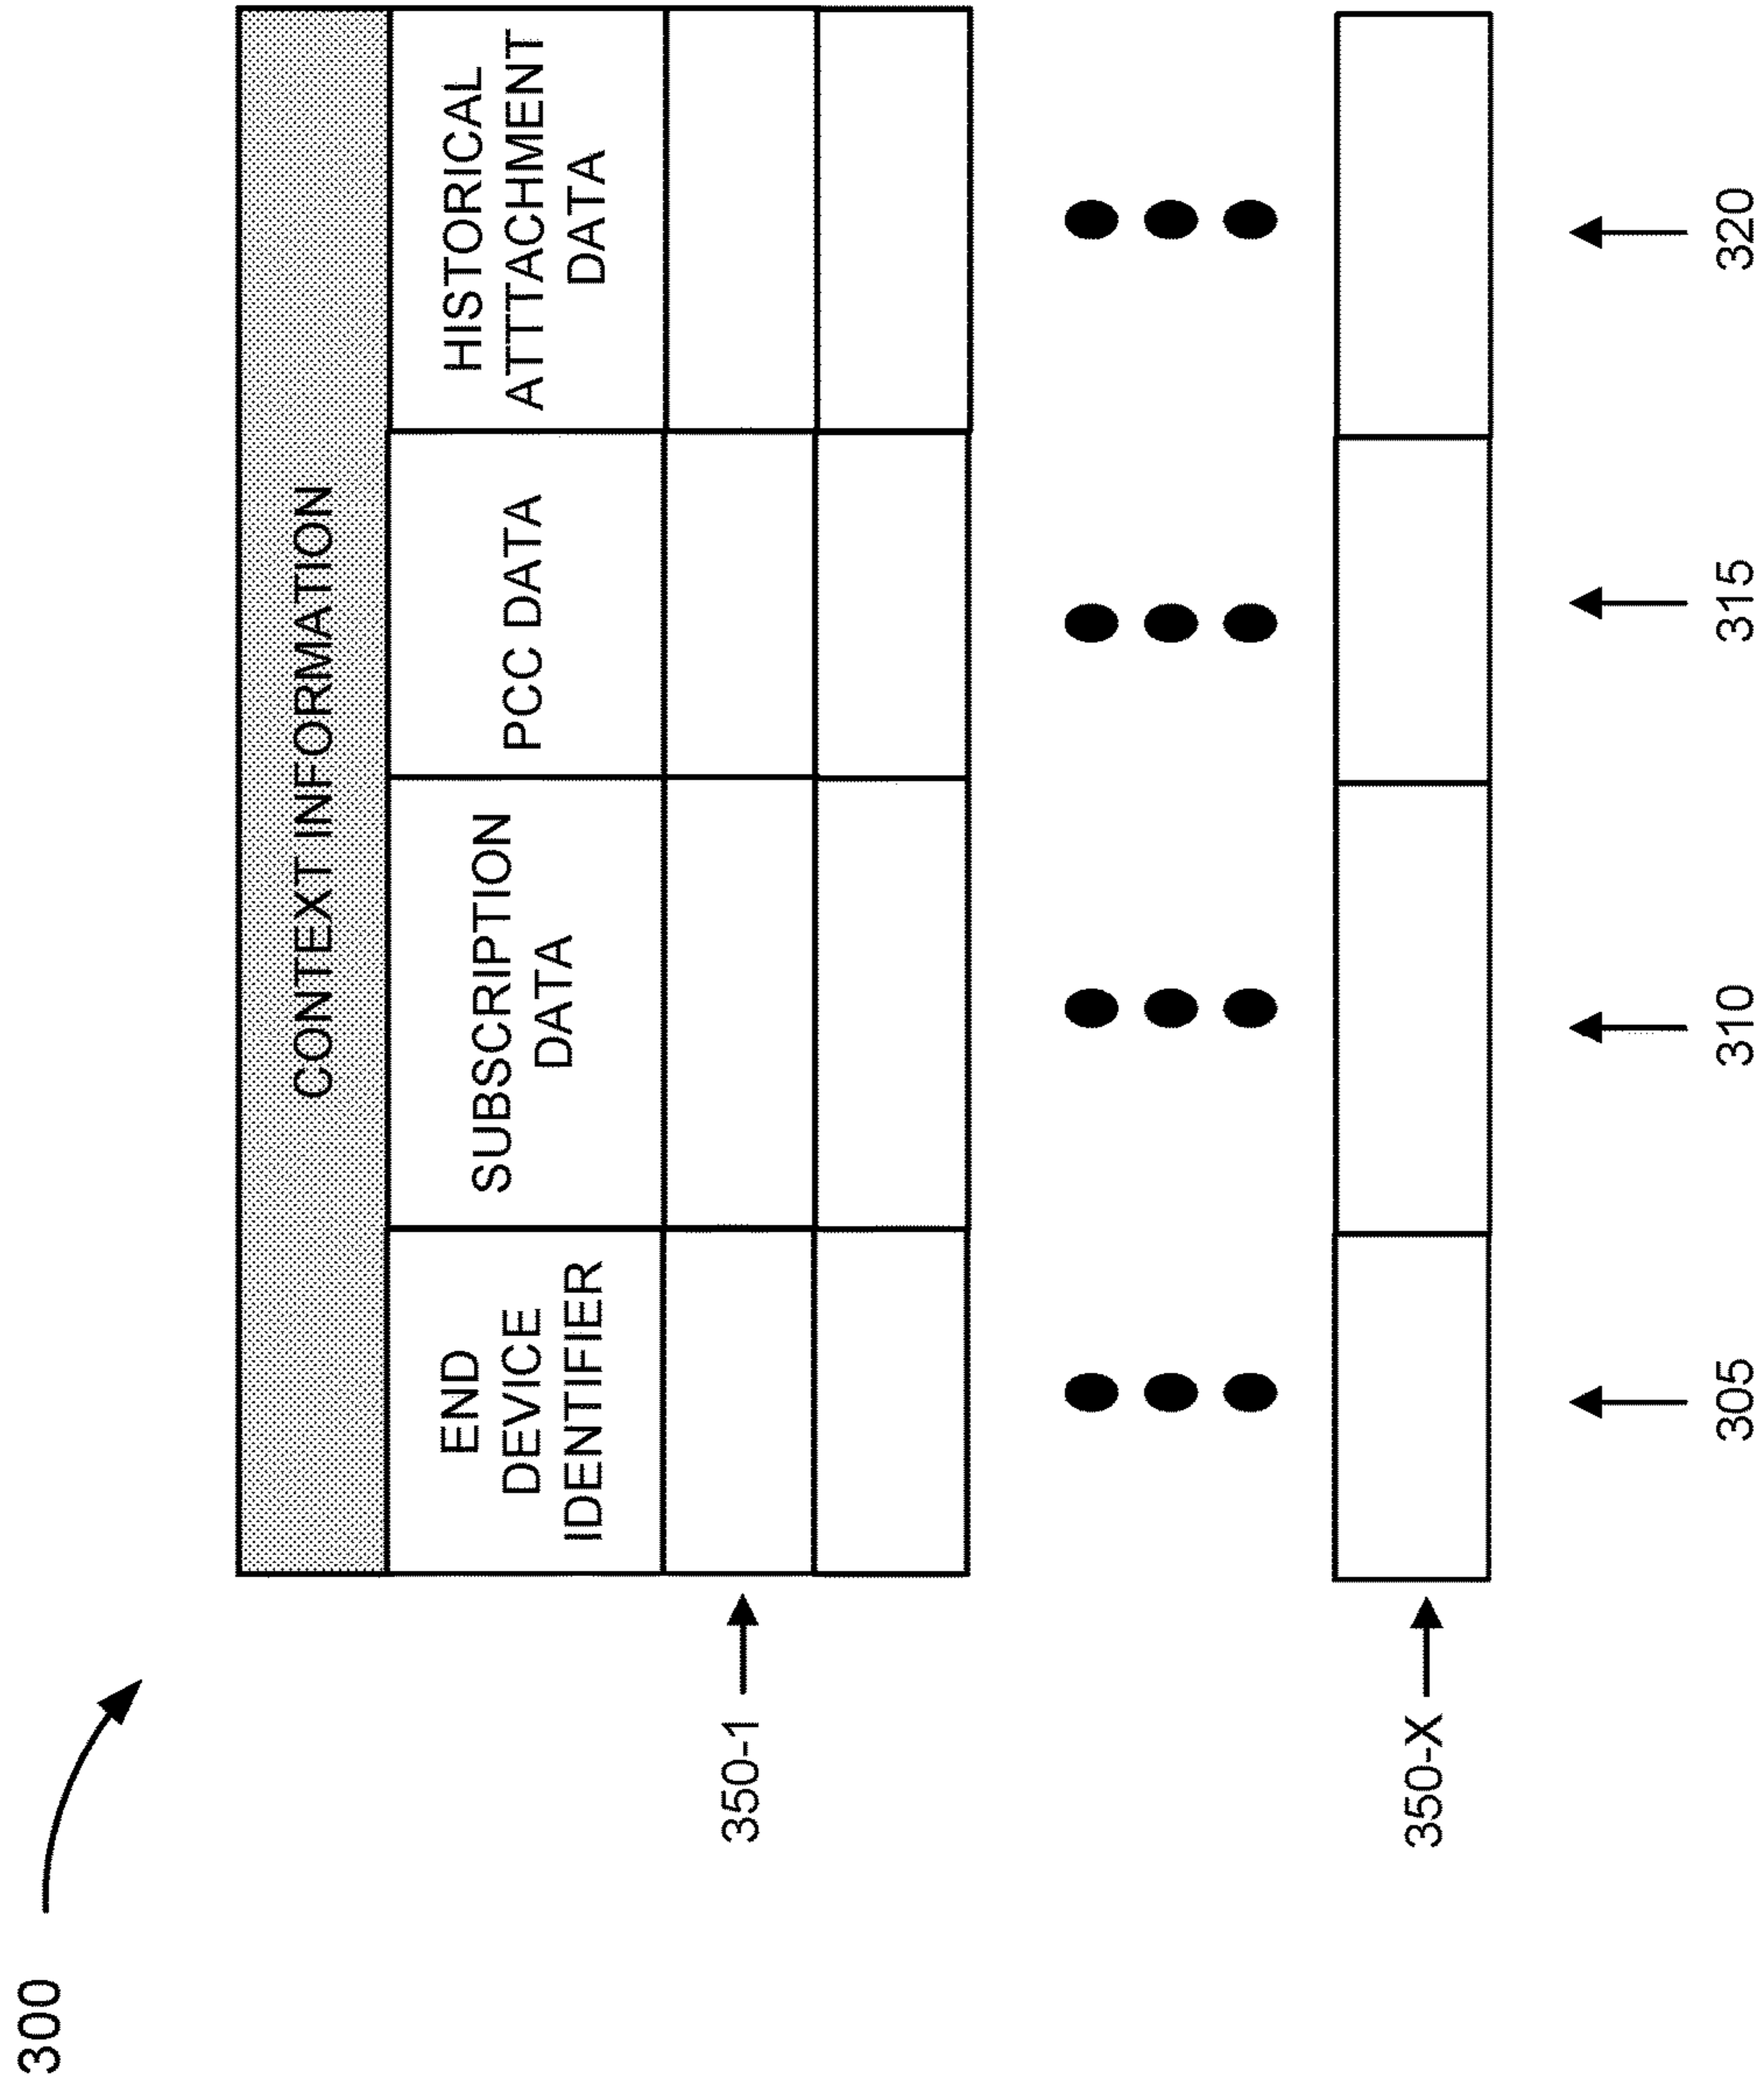 300
CONTEXT INFORMATION
END
DEVICE
IDENTIFIER
SUBSCRIPTION
DATA
PCC DATA
HISTORICAL
ATTTACHMENT
DATA
350-1
350-X
305
310
315
320